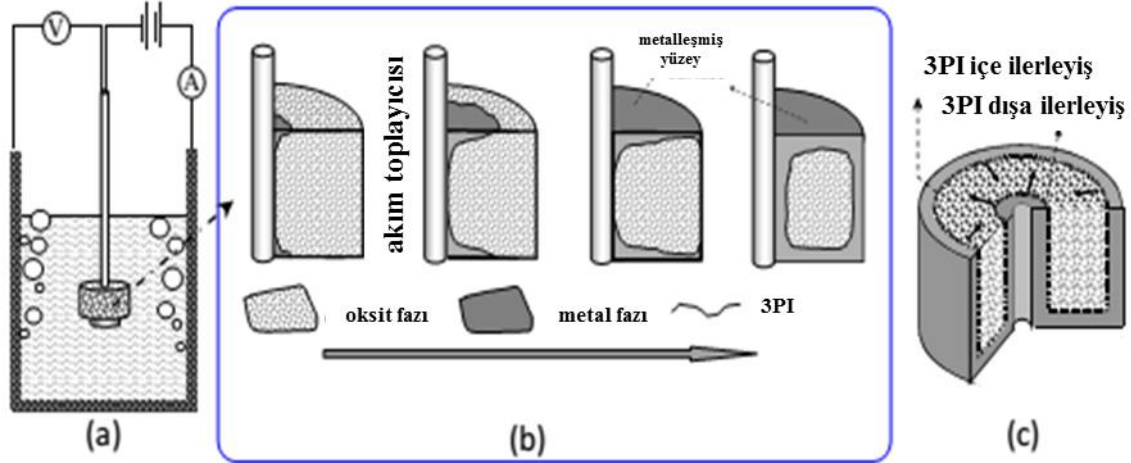 V
A
(a)
akım toplayıcısı
metalleşmiş
yüzey
oksit fazı
metal fazı
3PI
(b)
3PI içe ilerleyiş
3PI dışa ilerleyiş
(c)